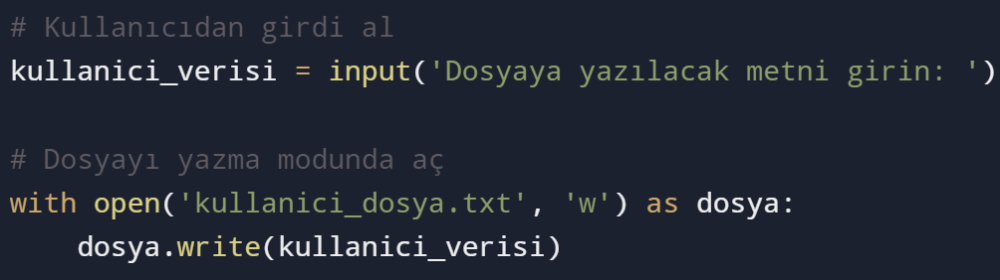 # Kullanıcıdan girdi al
kullanici_verisi = input('Dosyaya yazılacak metni girin: ')
# Dosyayı yazma modunda aç
with open('kullanici_dosya.txt', 'w') as dosya:
    dosya.write(kullanici_verisi)